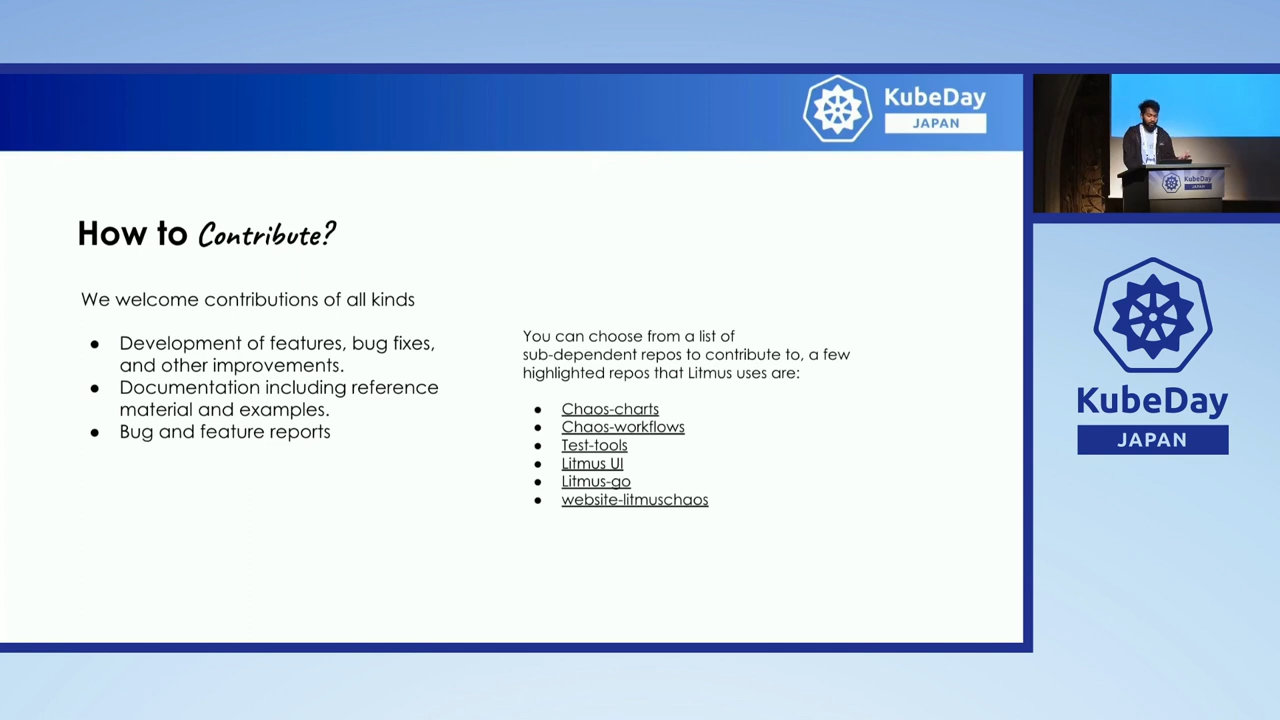 KubeDay
JAPAN
How to Contribute?
We welcome contributions of all kinds
● Development of features, bug fixes,
and other improvements.
● Documentation including reference
material and examples.
● Bug and feature reports
You can choose from a list of
sub-dependent repos to contribute to, a few
highlighted repos that Litmus uses are:
● Chaos-charts
● Chaos-workflows
● Test-tools
● Litmus UI
● Litmus-go
● website-litmuschaos
KubeDay
JAPAN
KubeDay
JAPAN